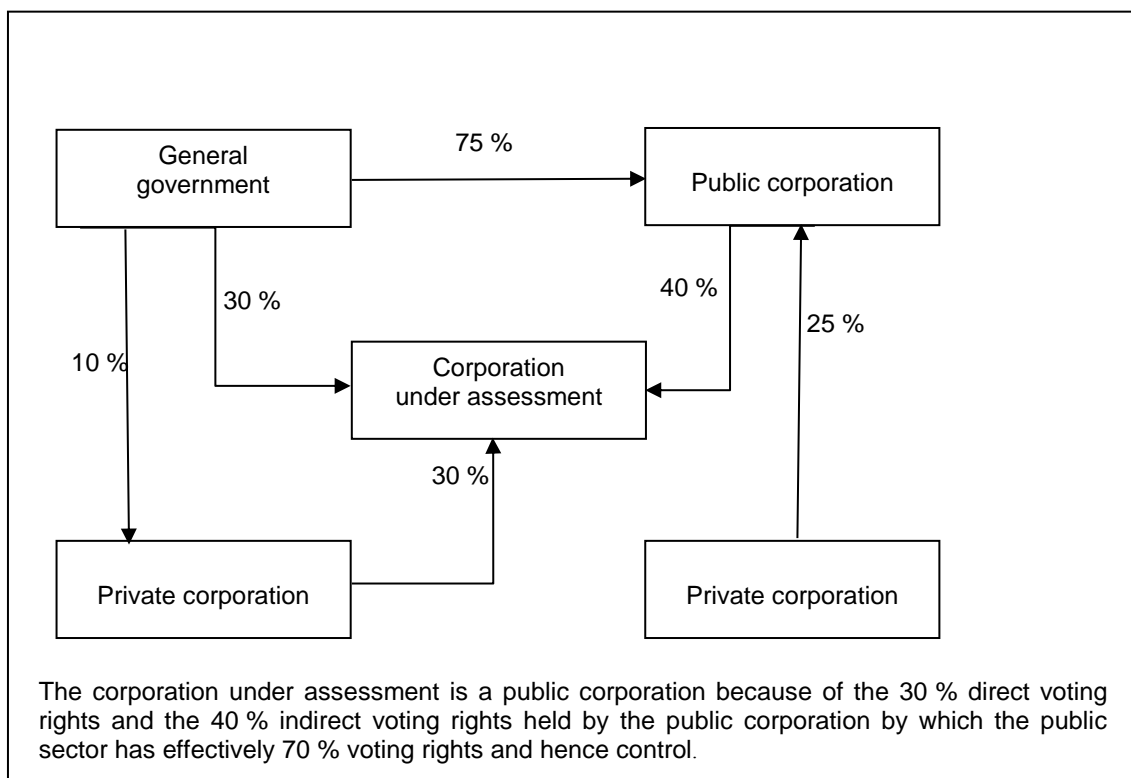 General
government
75 %
Public corporation
30 %
40 %
25 %
10 %
Corporation
under assessment
30 %
Private corporation
Private corporation
The corporation under assessment is a public corporation because of the 30 % direct voting
rights and the 40 % indirect voting rights held by the public corporation by which the public
sector has effectively 70 % voting rights and hence control.